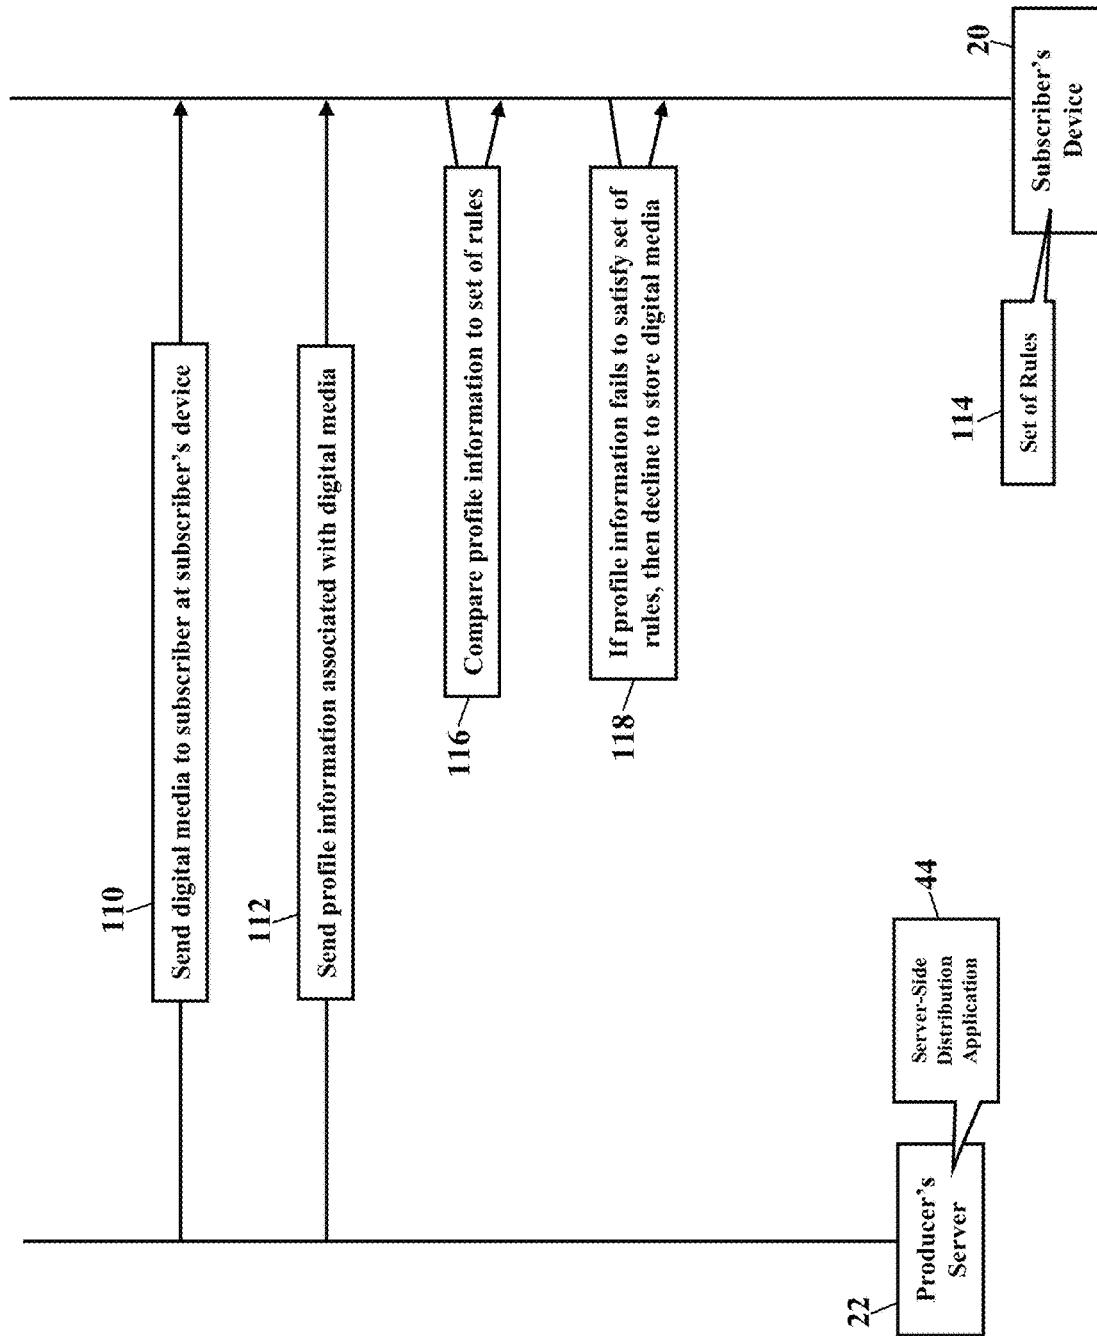 110
Send digital media to subscriber at subscriber's device
112
Send profile information associated with digital media
116
Compare profile information to set of rules
118
If profile information fails to satisfy set of
rules, then decline to store digital media
22
Producer's
Server
44
Server-Side
Distribution
Application
114
Set of Rules
20
Subscriber's
Device